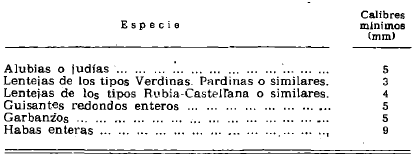 Especie
Calibres
mínimos
(mm)
Alubias o judías ... ... ... ... ... ... ... ... ... ... ... 5
Lentejas de los tipos Verdinas. Pardinas o similares. 3
Lentejas de los tipos Rubia-Castellana o similares. 4
Guisantes redondos enteros ... ... ... ... ... ... ... 5
Garbanzos ... ... ... ... ... ... ... ... ... ... ... ... 5
Habas enteras ... ... ... ... ... ... ... ... ... ... ... 9